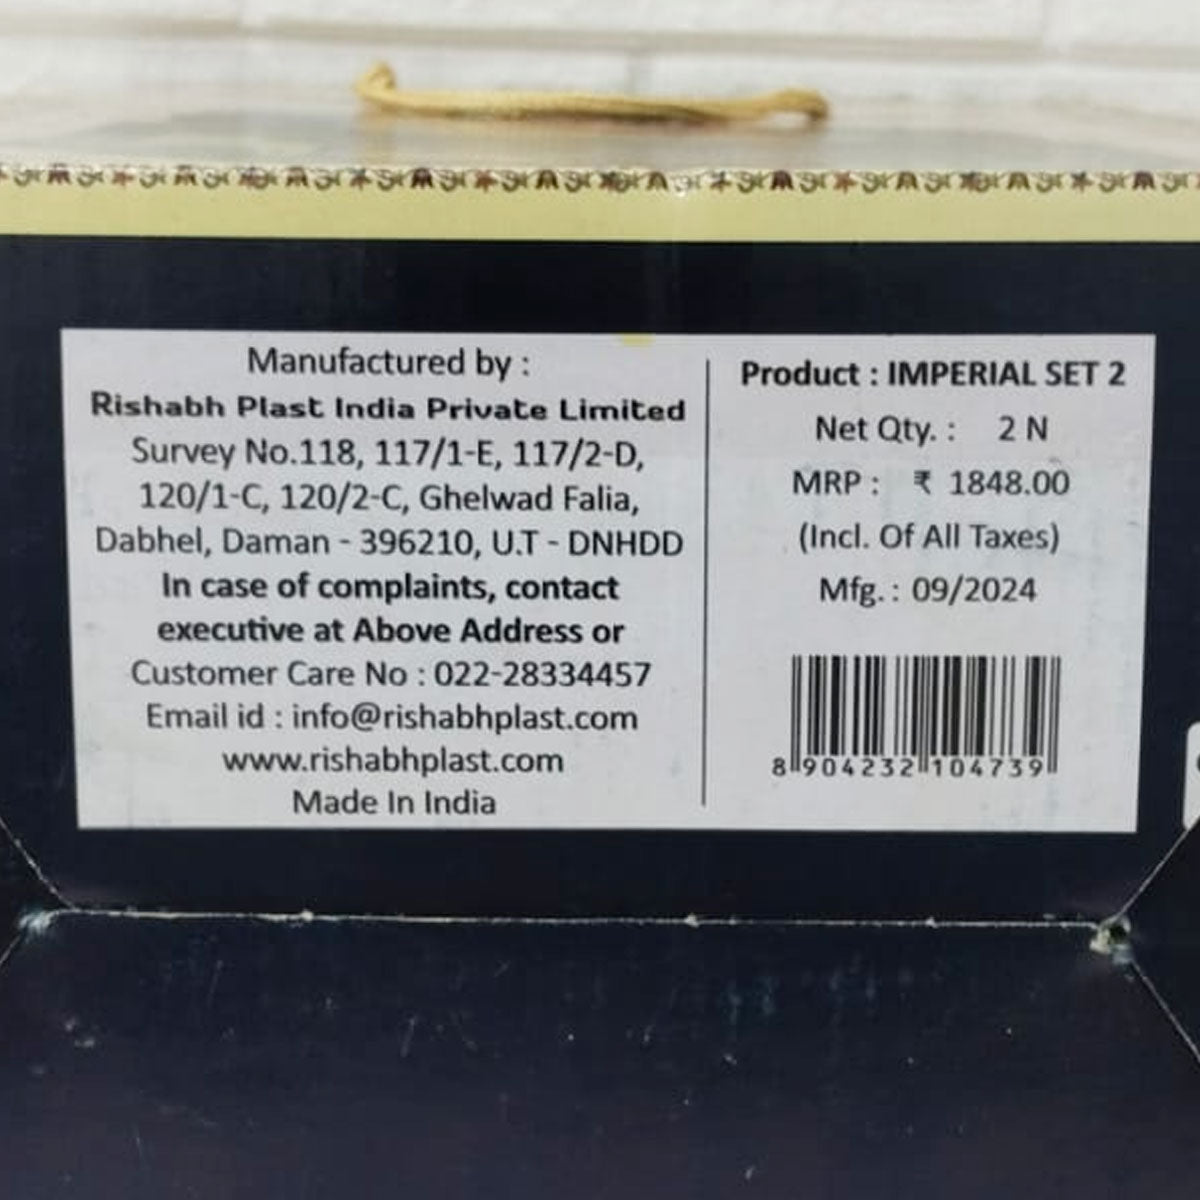 Manufactured by :
Rishabh Plast India Private Limited
Survey No.118, 117/1-E, 117/2-D,
120/1-C, 120/2-C, Ghelwad Falia,
Dabhel, Daman - 396210, U.T - DNHDD
In case of complaints, contact
executive at Above Address or
Customer Care No : 022-28334457
Email id : info@rishabhplast.com
www.rishabhplast.com
Made In India
Product : IMPERIAL SET 2
Net Qty. : 2 N
MRP : ₹ 1848.00
(Incl. Of All Taxes)
Mfg. : 09/2024
8 904232 104739